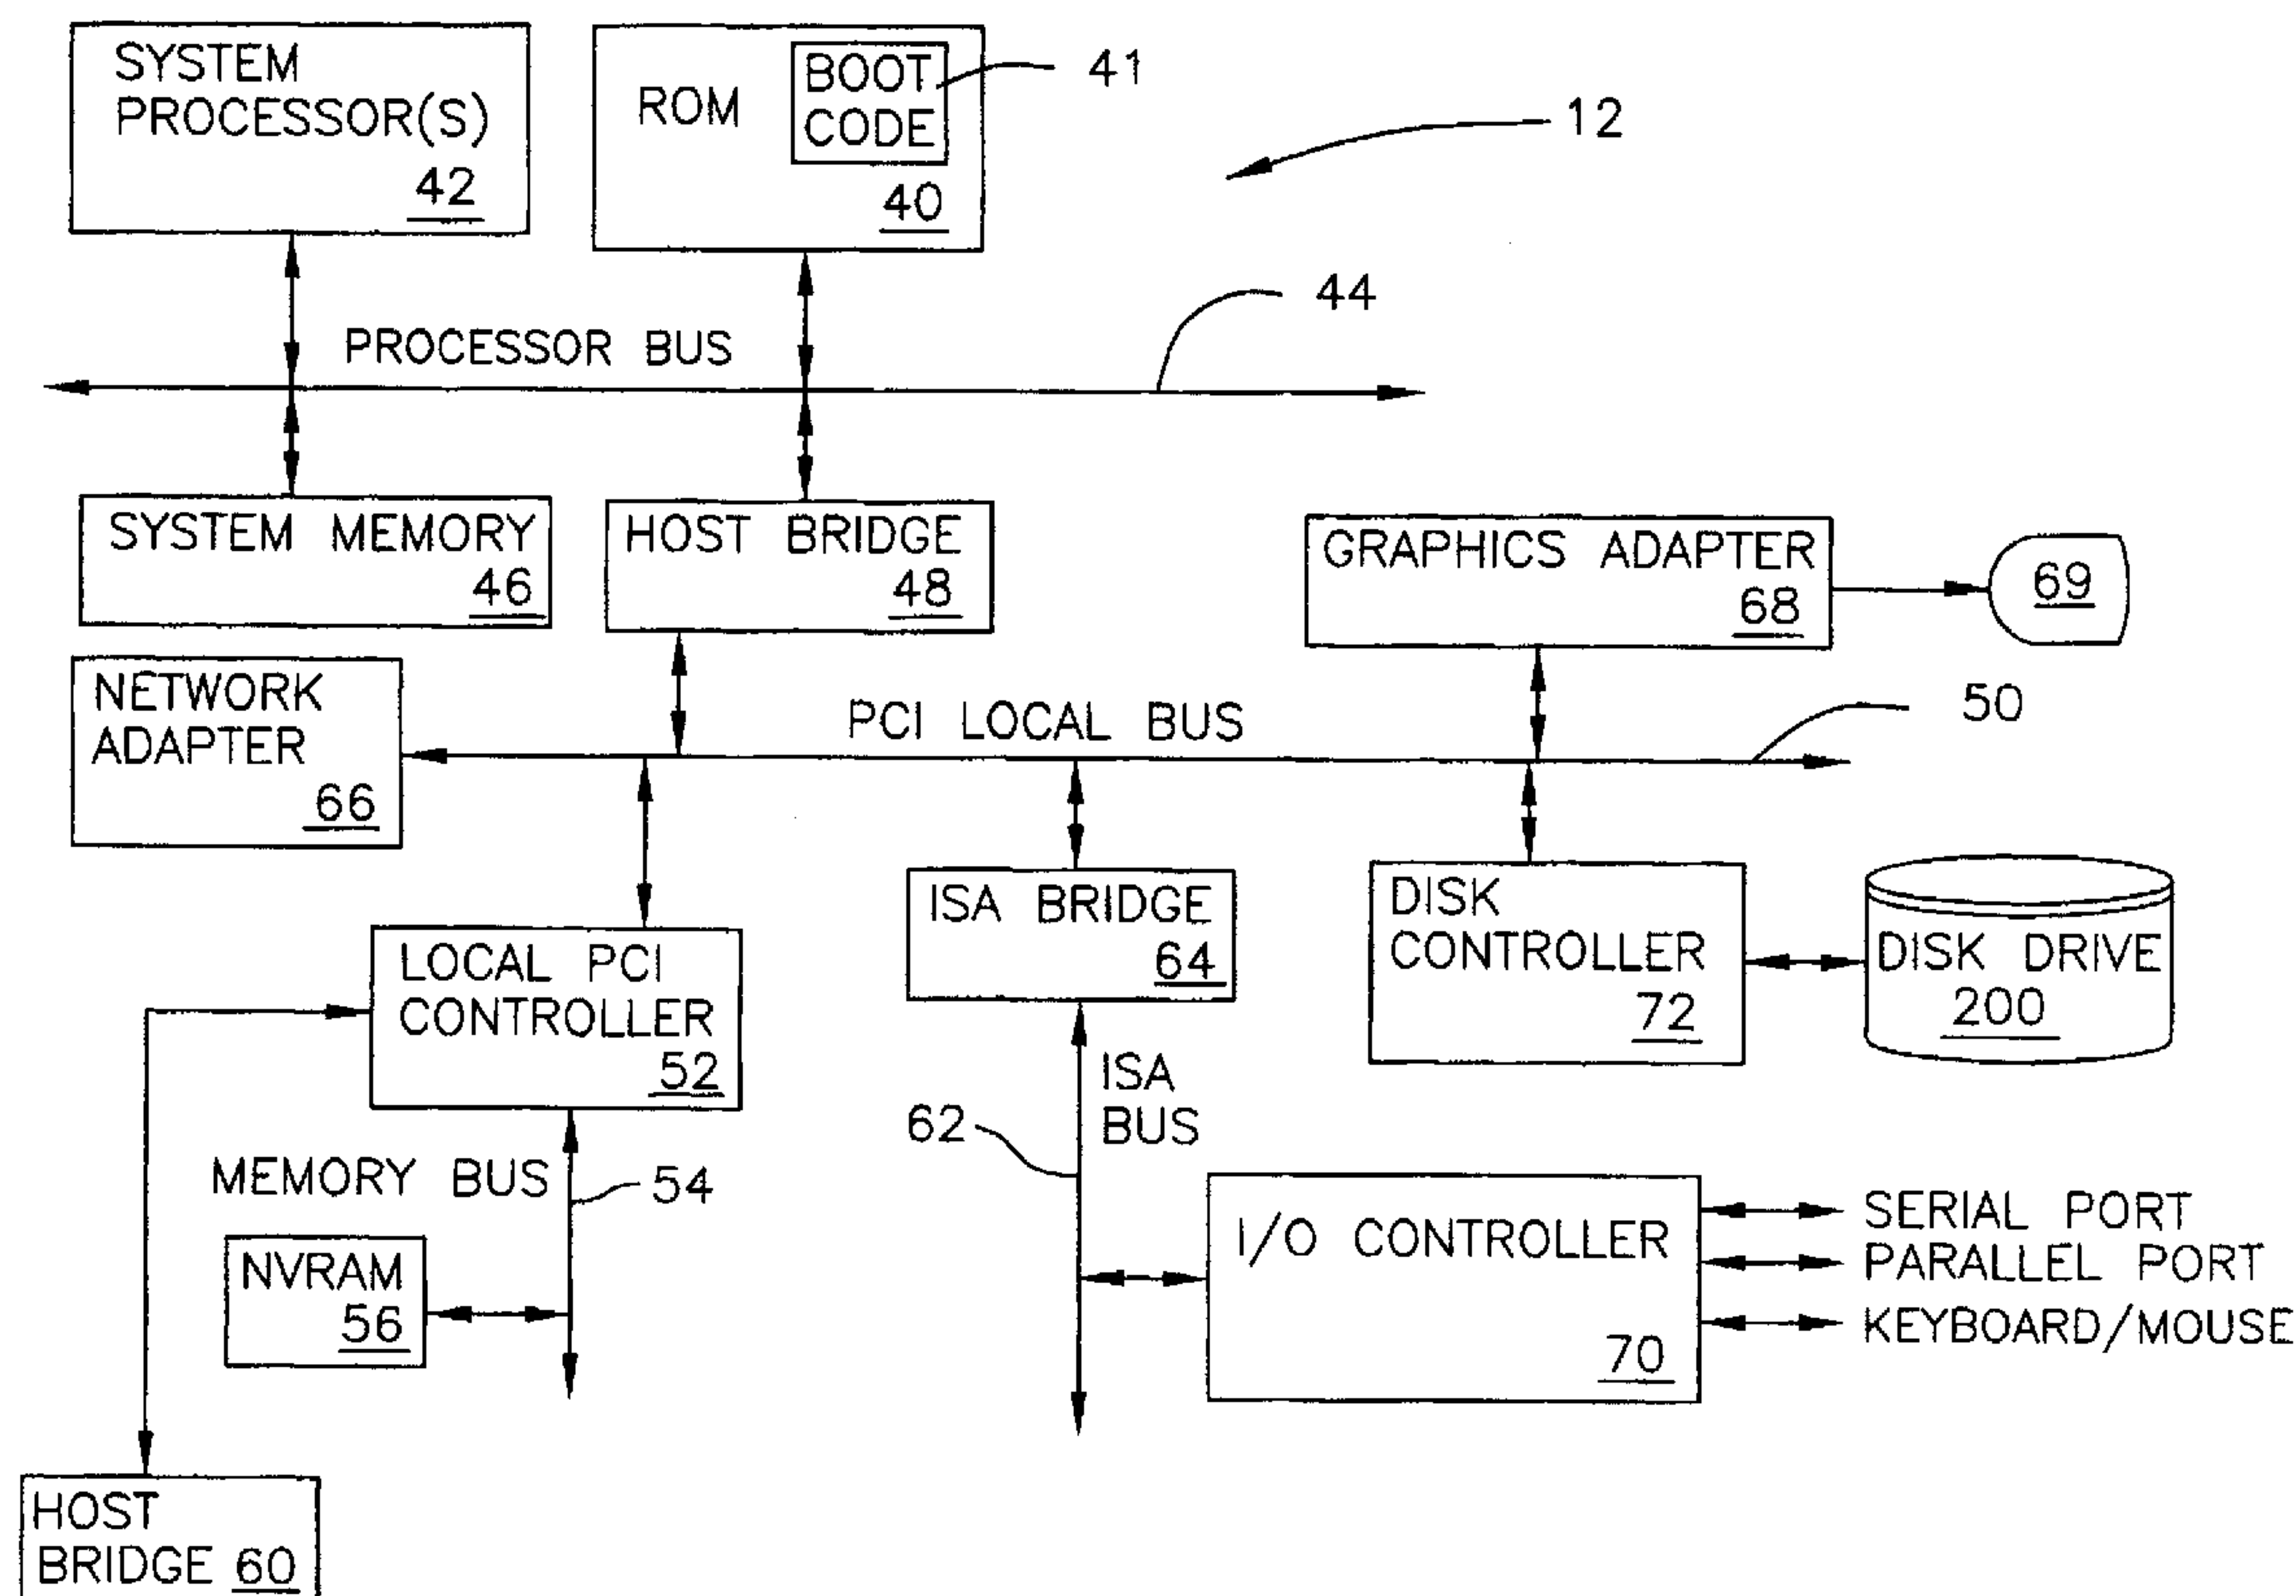 SYSTEM
PROCESSOR(S)
42
ROM
BOOT
CODE
40
41
12
PROCESSOR BUS
44
SYSTEM MEMORY
46
HOST BRIDGE
48
GRAPHICS ADAPTER
68
69
NETWORK
ADAPTER
66
PCI LOCAL BUS
50
LOCAL PCI
CONTROLLER
52
ISA BRIDGE
64
DISK
CONTROLLER
72
DISK DRIVE
200
ISA
BUS
62
MEMORY BUS
54
NVRAM
56
I/O CONTROLLER
70
SERIAL PORT
PARALLEL PORT
KEYBOARD/MOUSE
HOST
BRIDGE 60